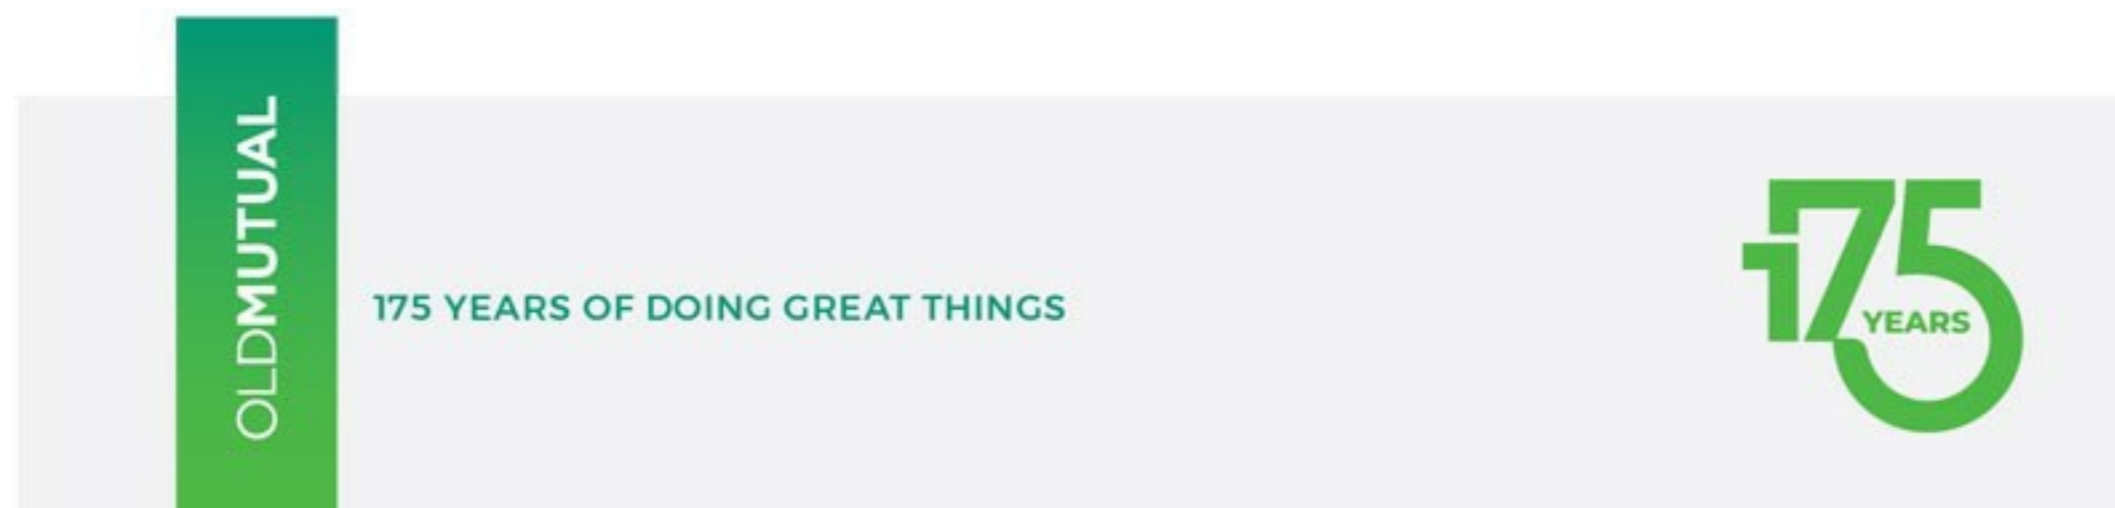 OLDMUTUAL
175 YEARS OF DOING GREAT THINGS
175
YEARS